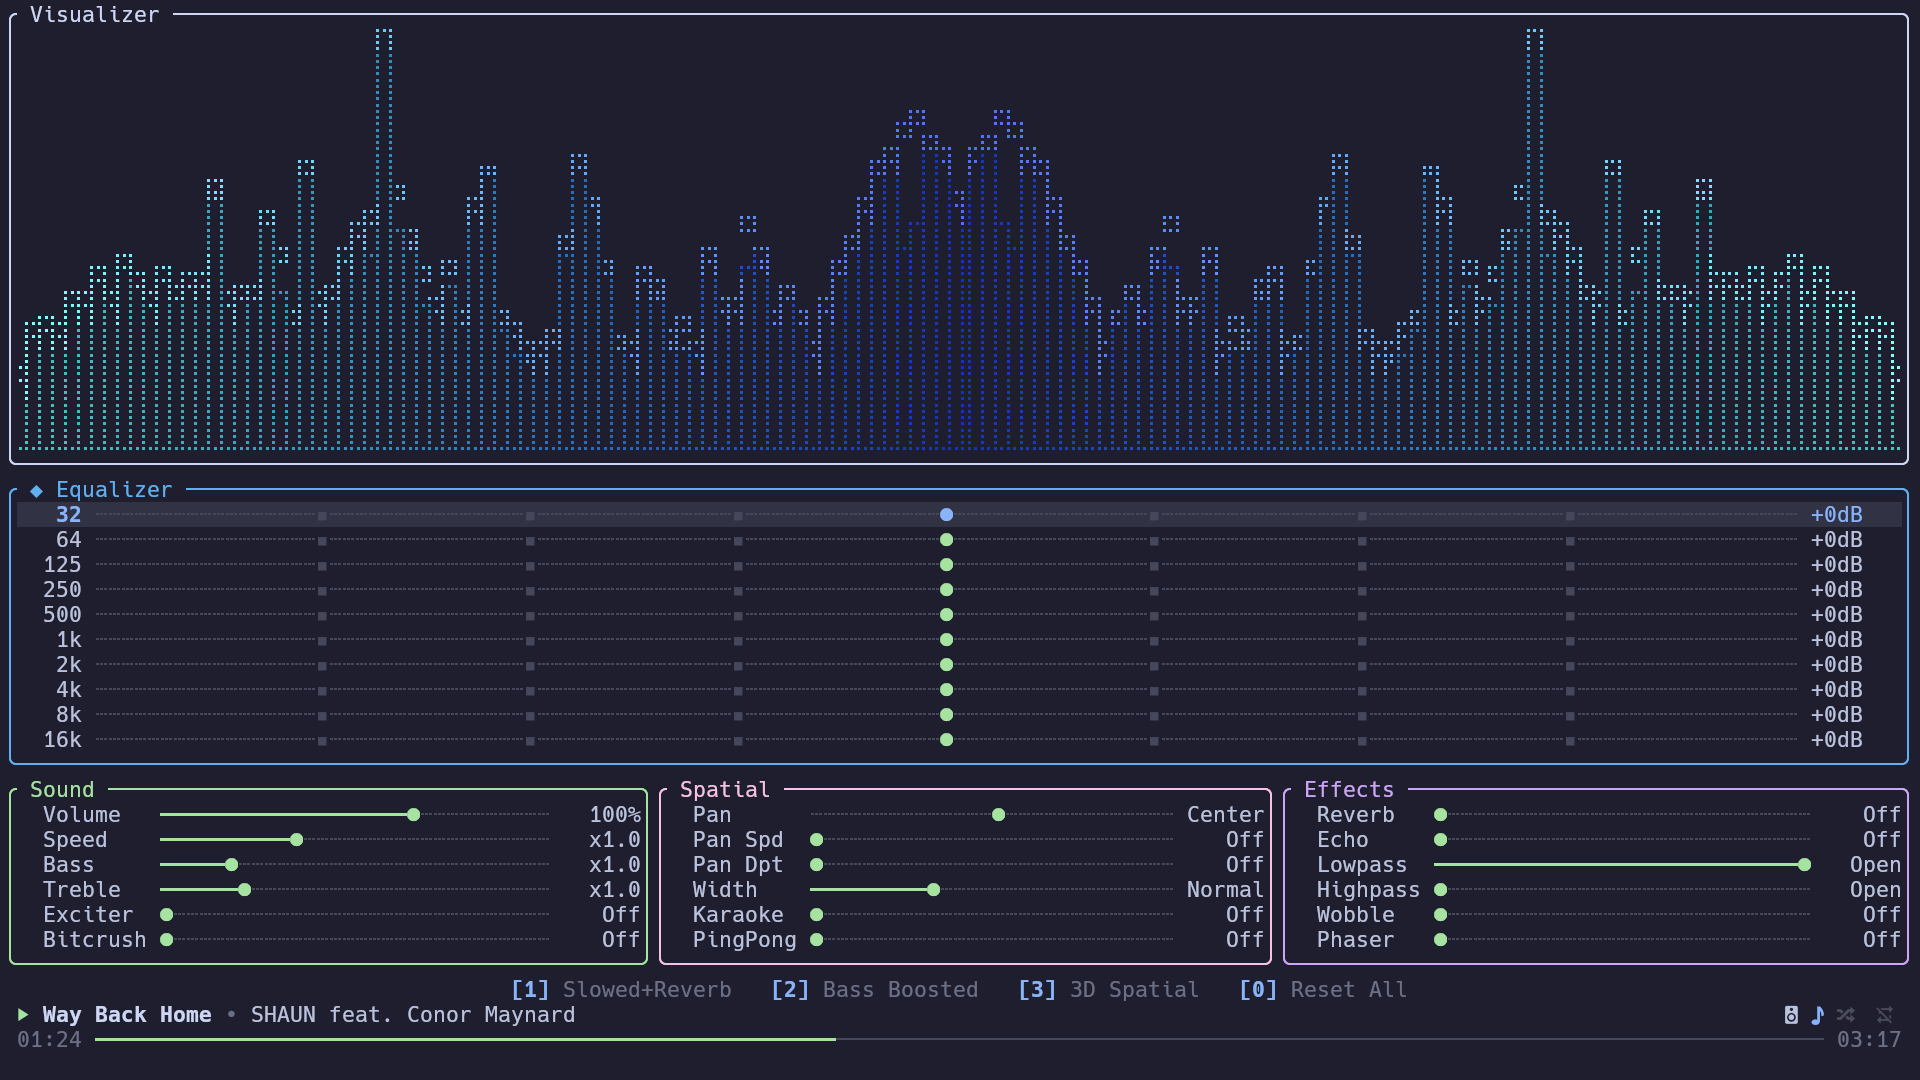 Visualizer
◆ Equalizer
32 +0dB
64 +0dB
125 +0dB
250 +0dB
500 +0dB
1k +0dB
2k +0dB
4k +0dB
8k +0dB
16k +0dB
Sound
Volume 100%
Speed x1.0
Bass x1.0
Treble x1.0
Exciter Off
Bitcrush Off
Spatial
Pan Center
Pan Spd Off
Pan Dpt Off
Width Normal
Karaoke Off
PingPong Off
Effects
Reverb Off
Echo Off
Lowpass Open
Highpass Open
Wobble Off
Phaser Off
[1] Slowed+Reverb [2] Bass Boosted [3] 3D Spatial [0] Reset All
Way Back Home • SHAUN feat. Conor Maynard
01:24 03:17